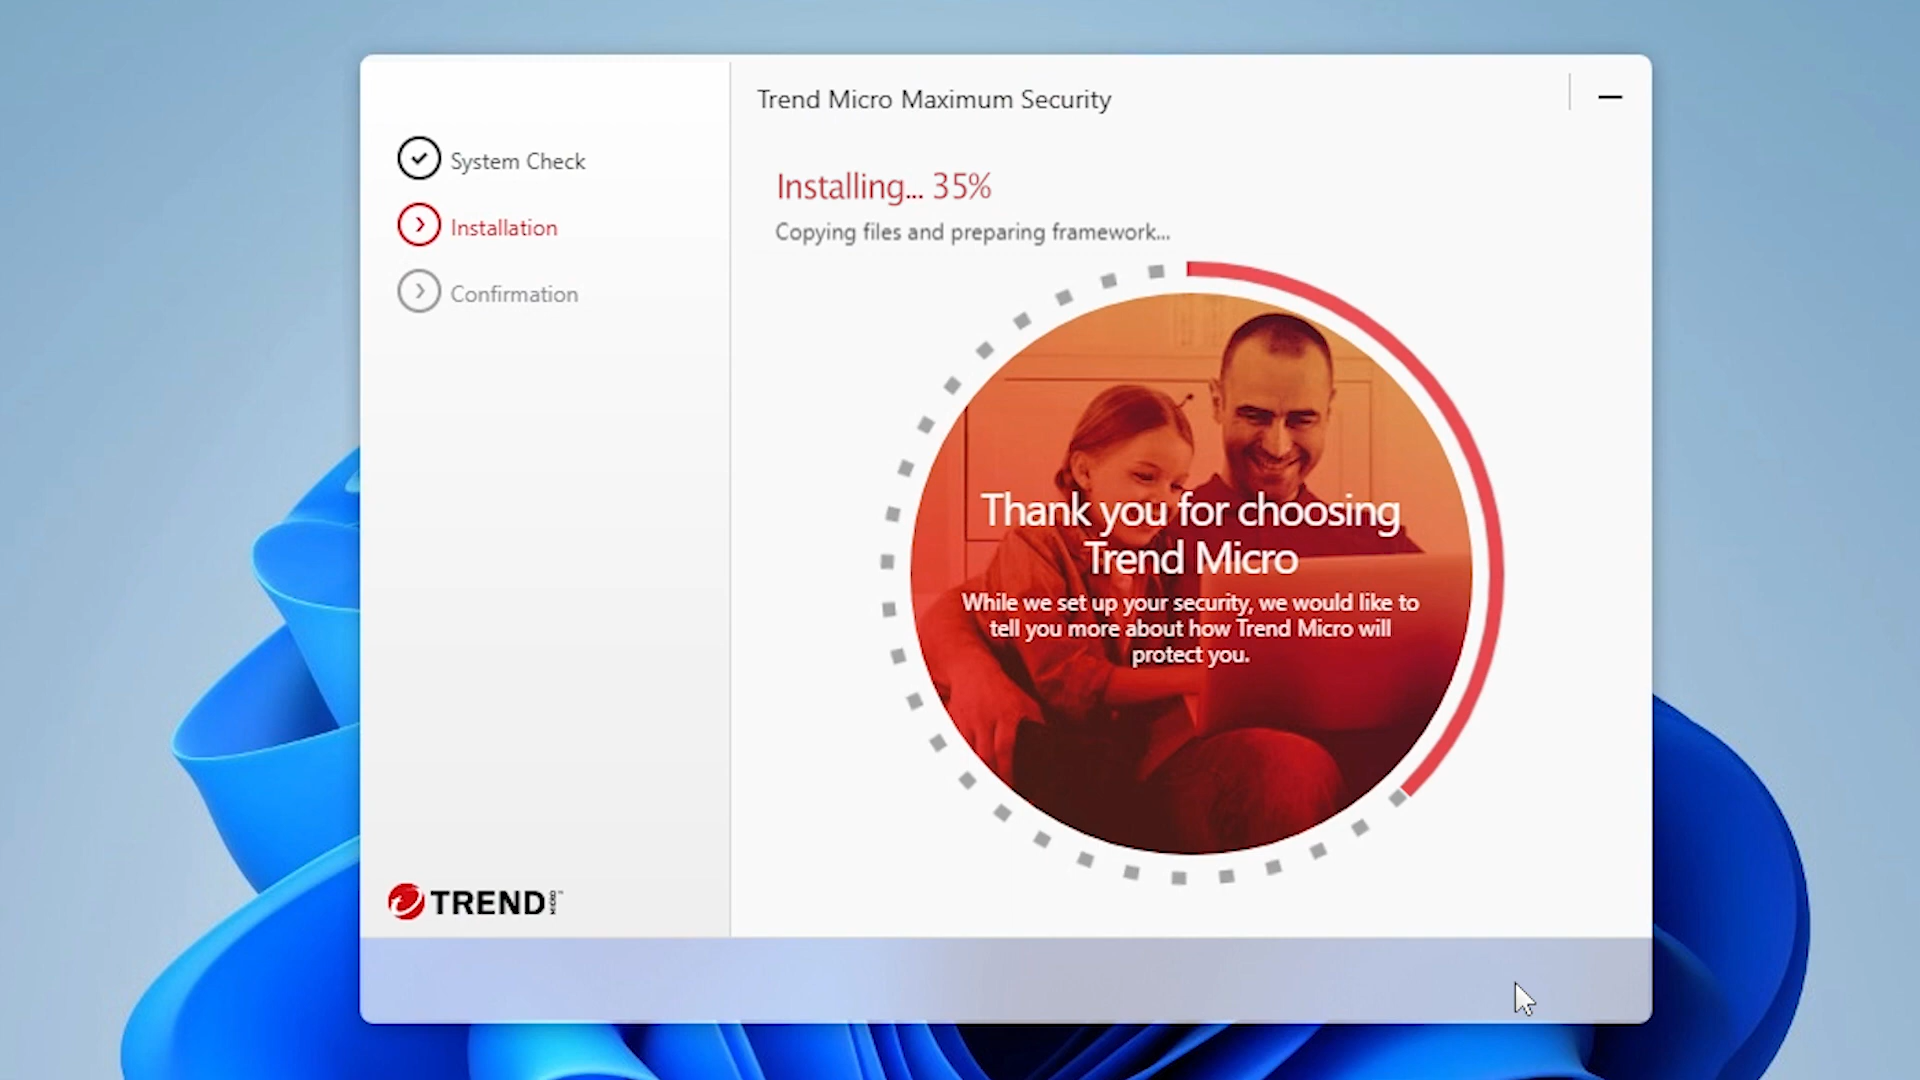 Trend Micro Maximum Security
System Check
Installation
Confirmation
Installing... 35%
Copying files and preparing framework...
Thank you for choosing
Trend Micro
While we set up your security, we would like to
tell you more about how Trend Micro will
protect you.
TREND MICRO™